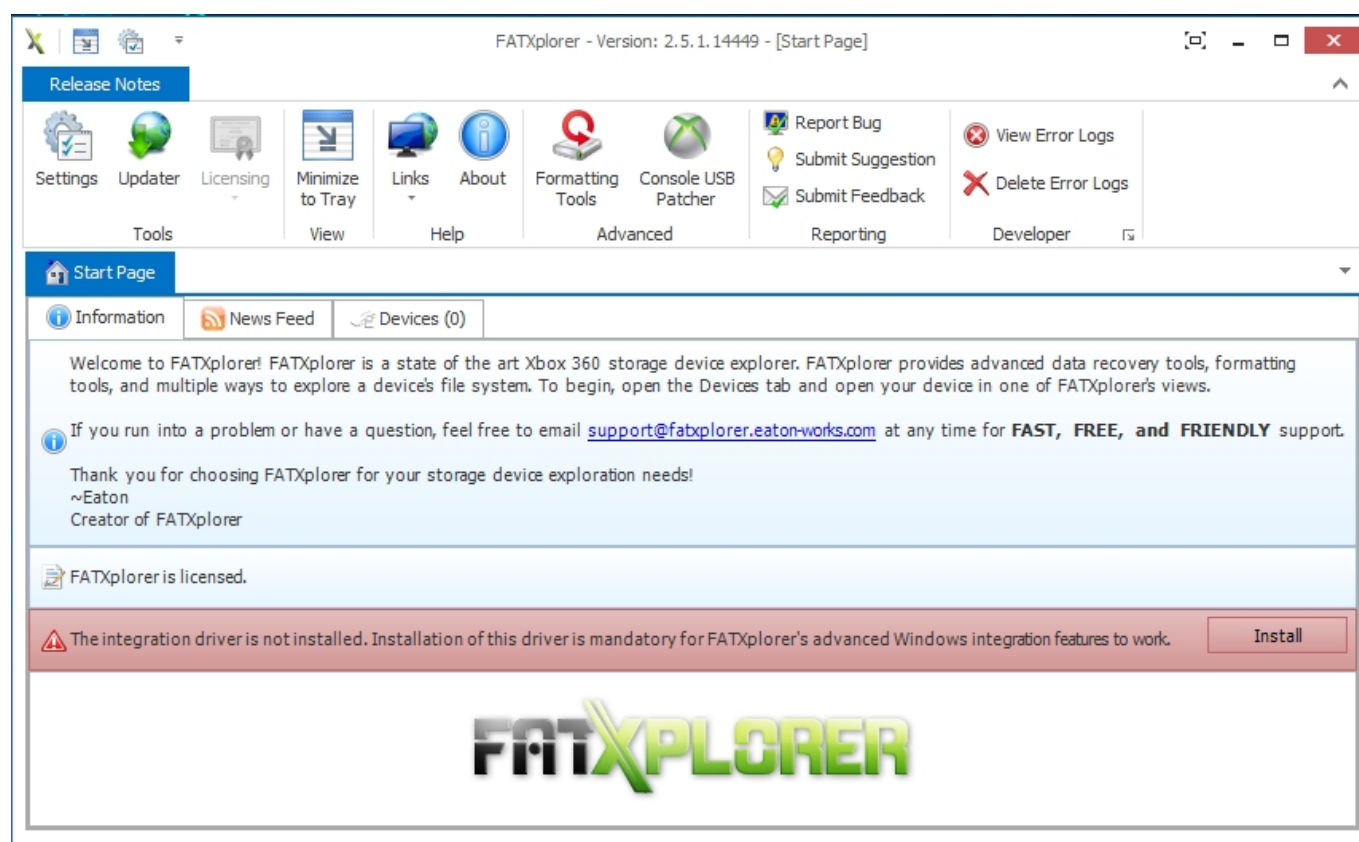 FATXplorer - Version: 2.5.1.14449 - [Start Page]
Release Notes
Settings
Updater
Licensing
Minimize to Tray
Links
About
Formatting Tools
Console USB Patcher
Report Bug
Submit Suggestion
Submit Feedback
View Error Logs
Delete Error Logs
Tools
View
Help
Advanced
Reporting
Developer
Start Page
Information
News Feed
Devices (0)
Welcome to FATXplorer! FATXplorer is a state of the art Xbox 360 storage device explorer. FATXplorer provides advanced data recovery tools, formatting
tools, and multiple ways to explore a device's file system. To begin, open the Devices tab and open your device in one of FATXplorer's views.
If you run into a problem or have a question, feel free to email support@fatxplorer.eaton-works.com at any time for FAST, FREE, and FRIENDLY support.
Thank you for choosing FATXplorer for your storage device exploration needs!
~Eaton
Creator of FATXplorer
FATXplorer is licensed.
The integration driver is not installed. Installation of this driver is mandatory for FATXplorer's advanced Windows integration features to work.
Install
FATXPLORER